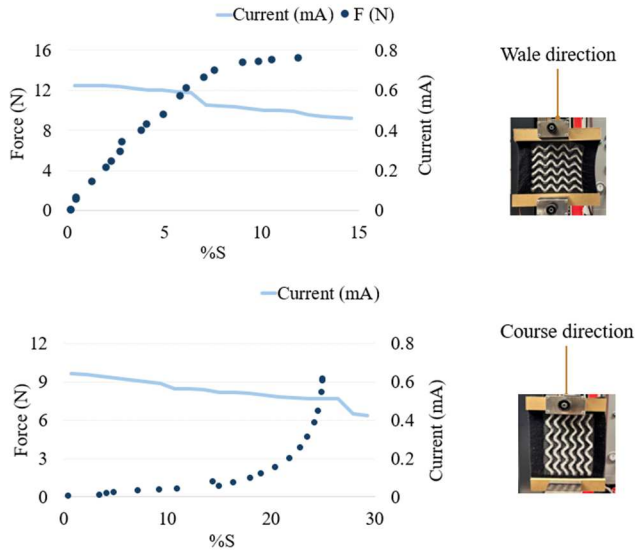 Current (mA) F (N)
16 0.8
12 0.6
8 0.4
4 0.2
0 0
Force (N)
Current (mA)
0 5 10 15
%S
Wale direction
Current (mA)
12 0.8
9 0.6
6 0.4
3 0.2
0 0
Force (N)
Current (mA)
0 10 20 30
%S
Course direction